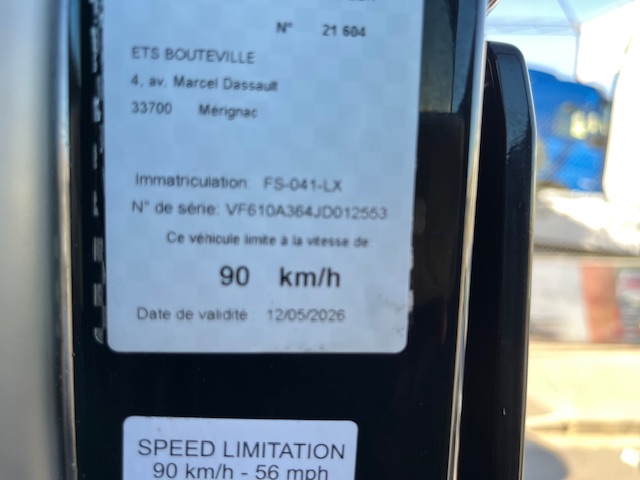 N° 21 604
ETS BOUTEVILLE
4, av. Marcel Dassault
33700 Mérignac
Immatriculation FS-041-LX
N° de série: VF610A364JD012553
Ce véhicule limite à la vitesse de
90 km/h
Date de validité : 12/05/2026
SPEED LIMITATION
90 km/h - 56 mph